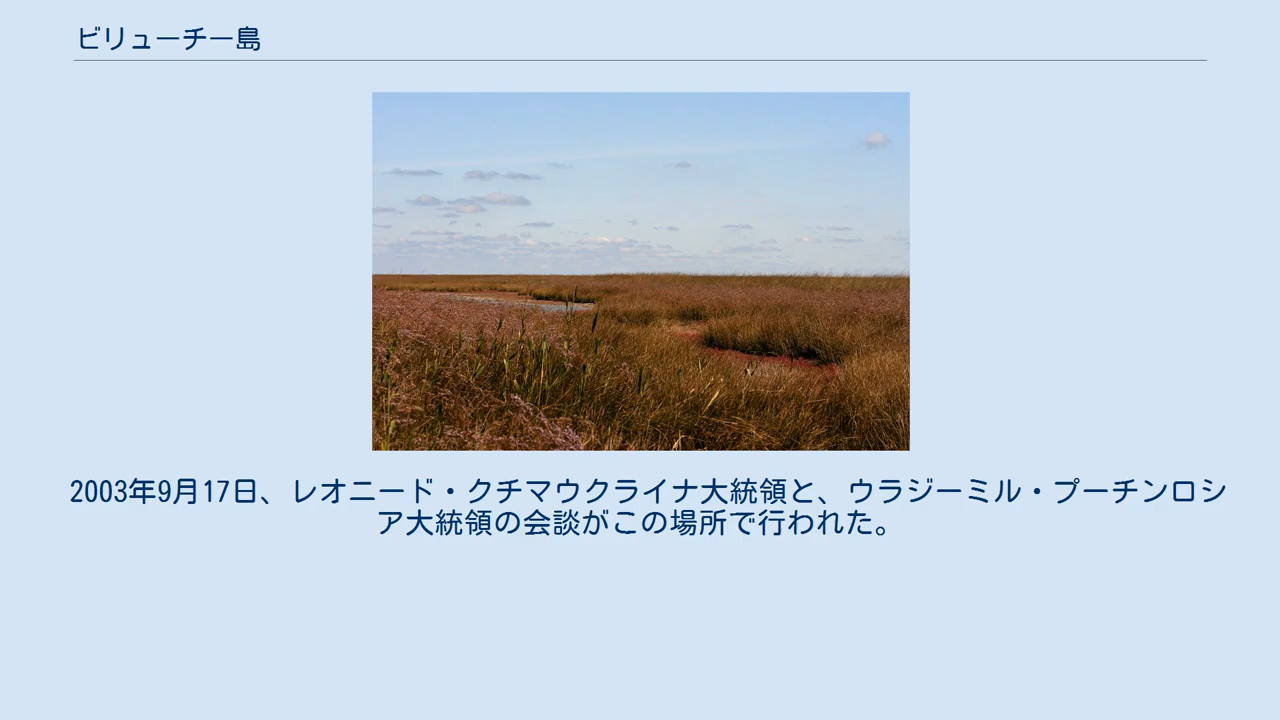 ビリューチー島
2003年9月17日、レオニード・クチマウクライナ大統領と、ウラジーミル・プーチンロシ
ア大統領の会談がこの場所で行われた。